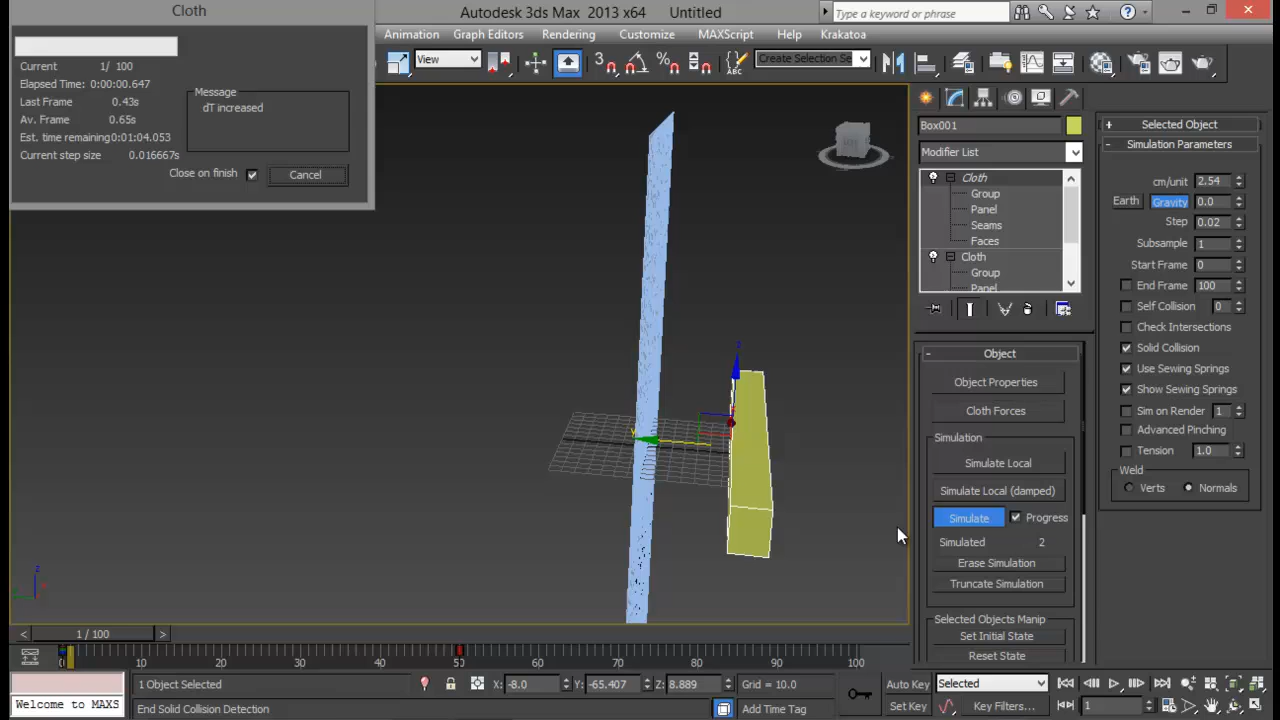 Cloth
Current 1/ 100
Elapsed Time: 0:00:00.647
Last Frame 0.43s
Av. Frame 0.65s
Est. time remaining 0:01:04.053
Current step size 0.016667s
Message
dT increased
Close on finish
Cancel
Autodesk 3ds Max 2013 x64 Untitled
Type a keyword or phrase
Animation Graph Editors Rendering Customize MAXScript Help Krakatoa
View
3
%
ABC
Create Selection Se
Box001
Modifier List
Cloth
Group
Panel
Seams
Faces
Cloth
Group
Panel
- Object
Object Properties
Cloth Forces
Simulation
Simulate Local
Simulate Local (damped)
Simulate Progress
Simulated 2
Erase Simulation
Truncate Simulation
Selected Objects Manip
Set Initial State
Reset State
+ Selected Object
- Simulation Parameters
cm/unit 2.54
Earth Gravity 0.0
Step 0.02
Subsample 1
Start Frame 0
End Frame 100
Self Collision 0
Check Intersections
Solid Collision
Use Sewing Springs
Show Sewing Springs
Sim on Render 1
Advanced Pinching
Tension 1.0
Weld
Verts Normals
z
y
z
< 1 / 100 >
0 10 20 30 40 50 60 70 80 90 100
1 Object Selected X: -8.0 Y: -65.407 Z: 8.889 Grid = 10.0 Auto Key Selected
Welcome to MAXS End Solid Collision Detection Add Time Tag Set Key Key Filters... 1